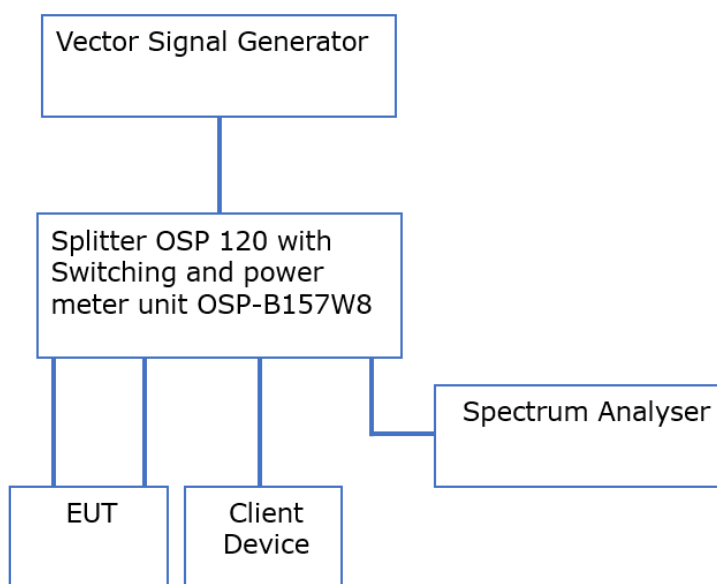 Vector Signal Generator
Splitter OSP 120 with
Switching and power
meter unit OSP-B157W8
Spectrum Analyser
EUT
Client
Device